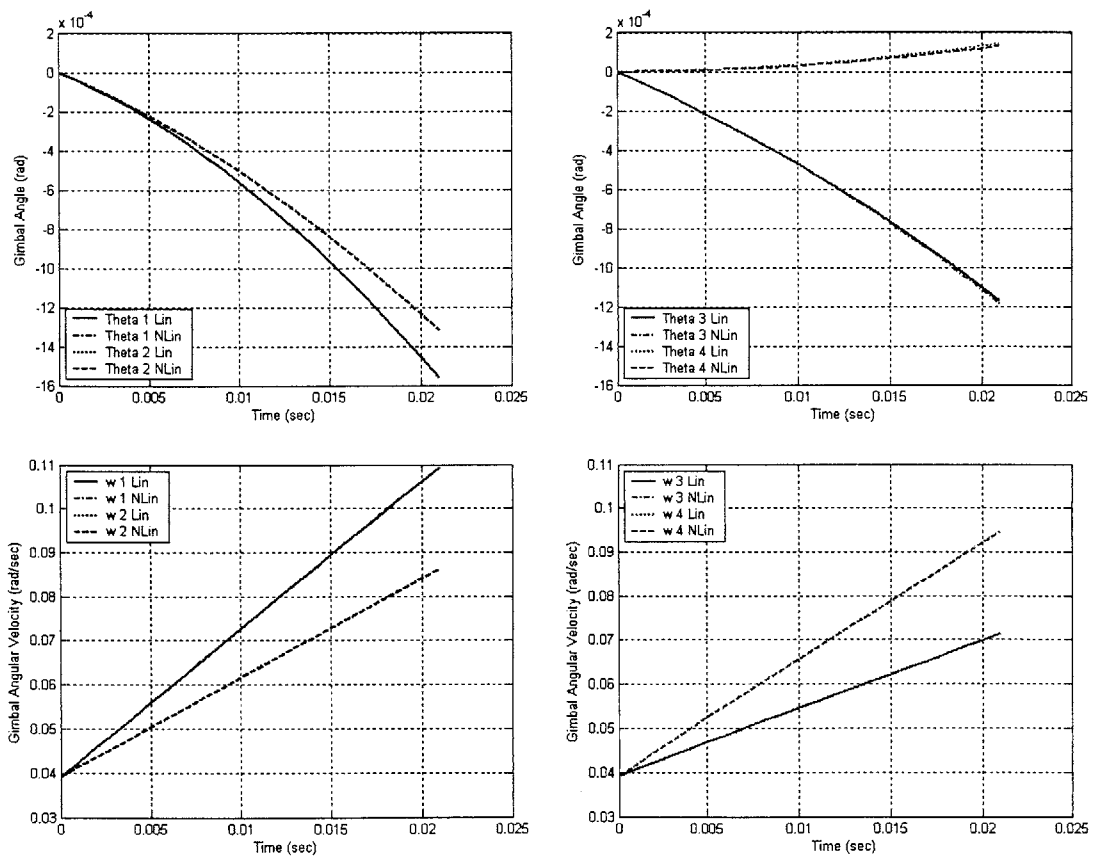 x 10⁻⁴
2
0
-2
-4
-6
-8
-10
-12
-14
-16
Gimbal Angle (rad)
Theta 1 Lin
Theta 1 NLin
Theta 2 Lin
Theta 2 NLin
0
0.005
0.01
0.015
0.02
0.025
Time (sec)
x 10⁻⁴
2
0
-2
-4
-6
-8
-10
-12
-14
-16
Gimbal Angle (rad)
Theta 3 Lin
Theta 3 NLin
Theta 4 Lin
Theta 4 NLin
0
0.005
0.01
0.015
0.02
0.025
Time (sec)
0.11
0.1
0.09
0.08
0.07
0.06
0.05
0.04
0.03
Gimbal Angular Velocity (rad/sec)
w 1 Lin
w 1 NLin
w 2 Lin
w 2 NLin
0
0.005
0.01
0.015
0.02
0.025
Time (sec)
0.11
0.1
0.09
0.08
0.07
0.06
0.05
0.04
0.03
Gimbal Angular Velocity (rad/sec)
w 3 Lin
w 3 NLin
w 4 Lin
w 4 NLin
0
0.005
0.01
0.015
0.02
0.025
Time (sec)